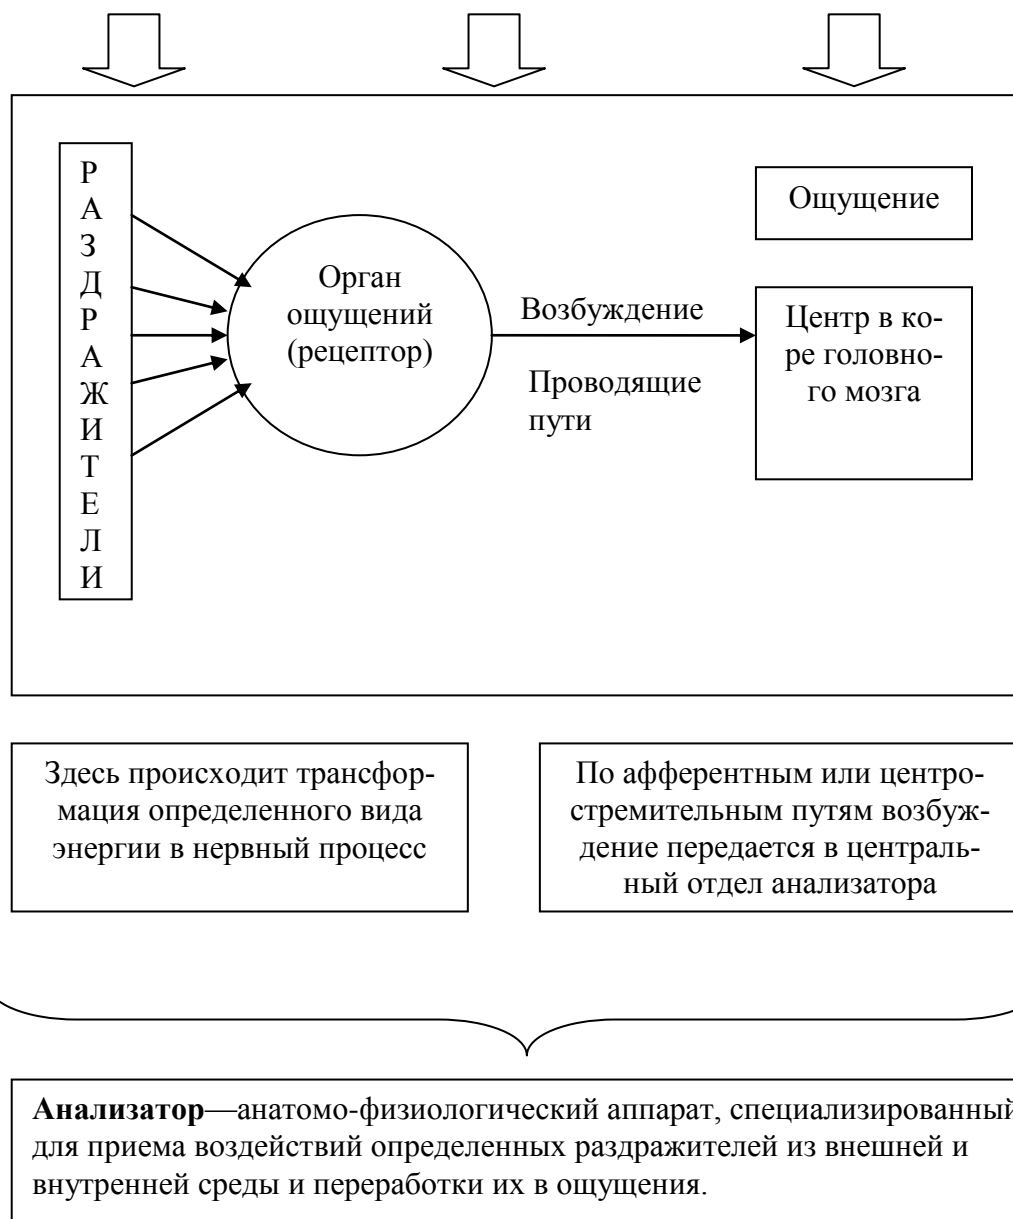 Р
А
З
Д
Р
А
Ж
И
Т
Е
Л
И
Орган
ощущений
(рецептор)
Возбуждение
Проводящие
пути
Ощущение
Центр в ко-
ре головно-
го мозга
Здесь происходит трансфор-
мация определенного вида
энергии в нервный процесс
По афферентным или центро-
стремительным путям возбуж-
дение передается в централь-
ный отдел анализатора
Анализатор—анатомо-физиологический аппарат, специализированный
для приема воздействий определенных раздражителей из внешней и
внутренней среды и переработки их в ощущения.